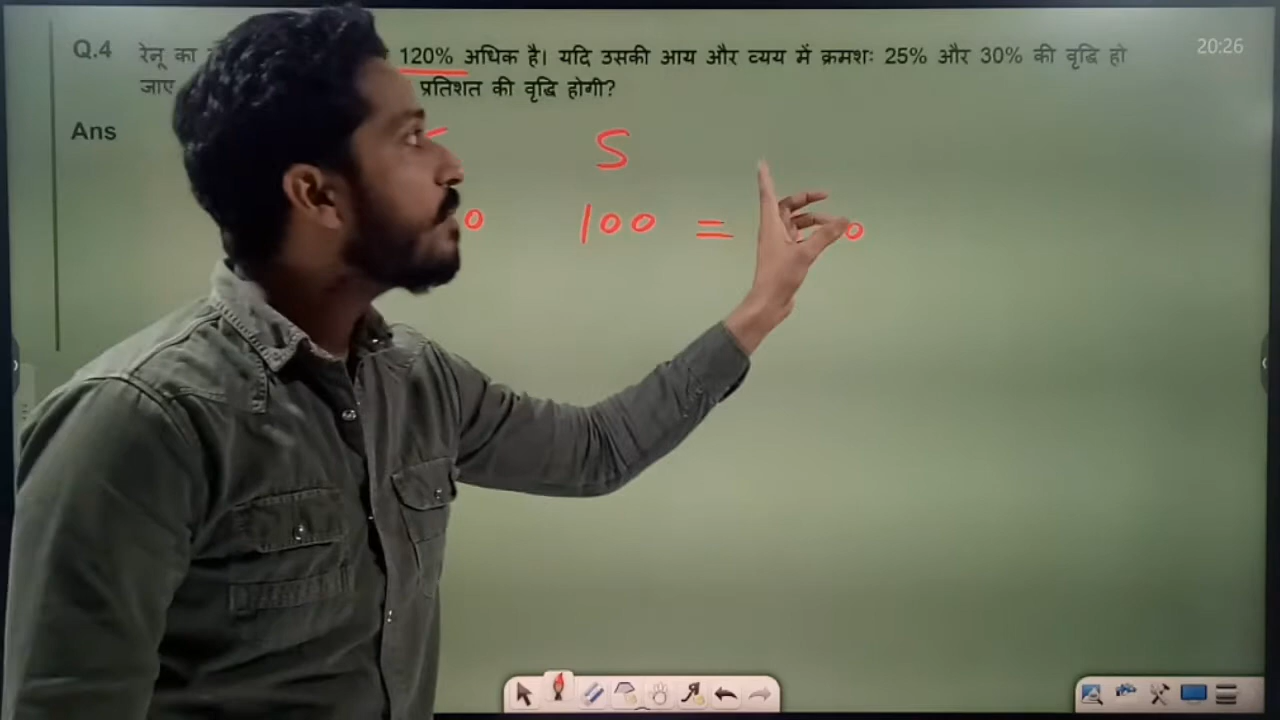 Q.4 रेनू का 120% अधिक है। यदि उसकी आय और व्यय में क्रमशः 25% और 30% की वृद्धि हो
जाए प्रतिशत की वृद्धि होगी?
Ans
S
100 =
20:26